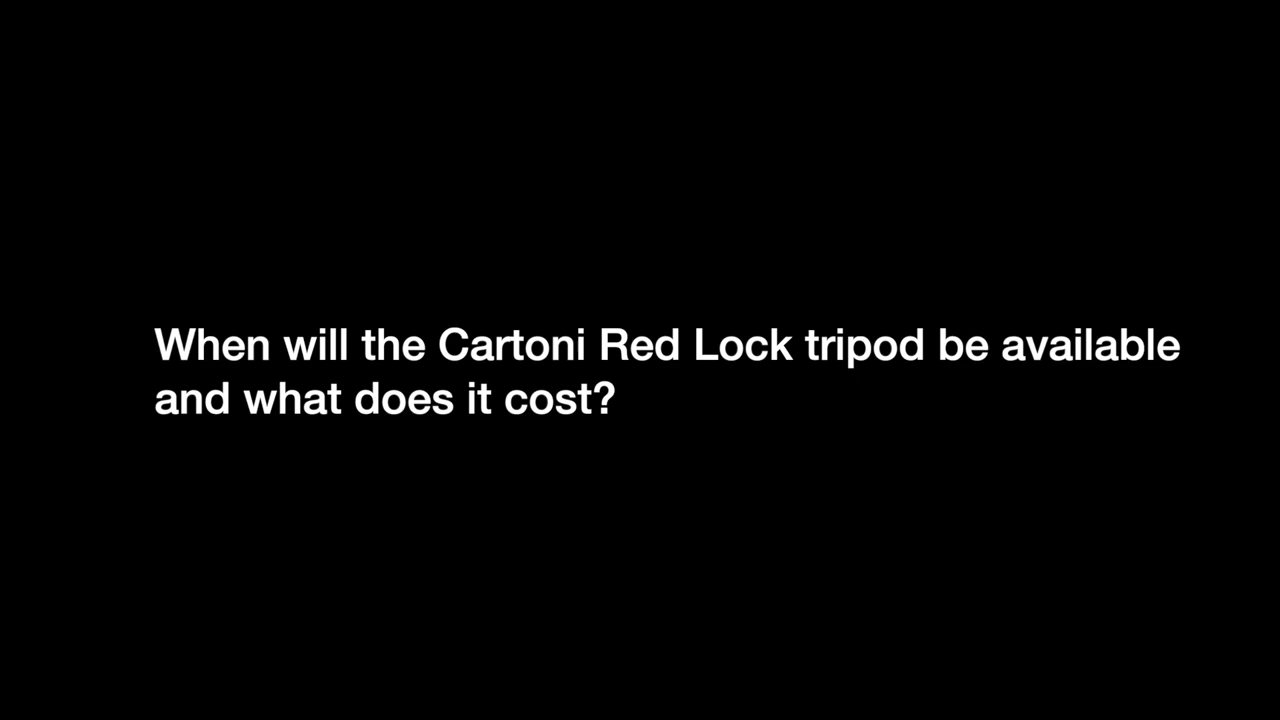 When will the Cartoni Red Lock tripod be available
and what does it cost?